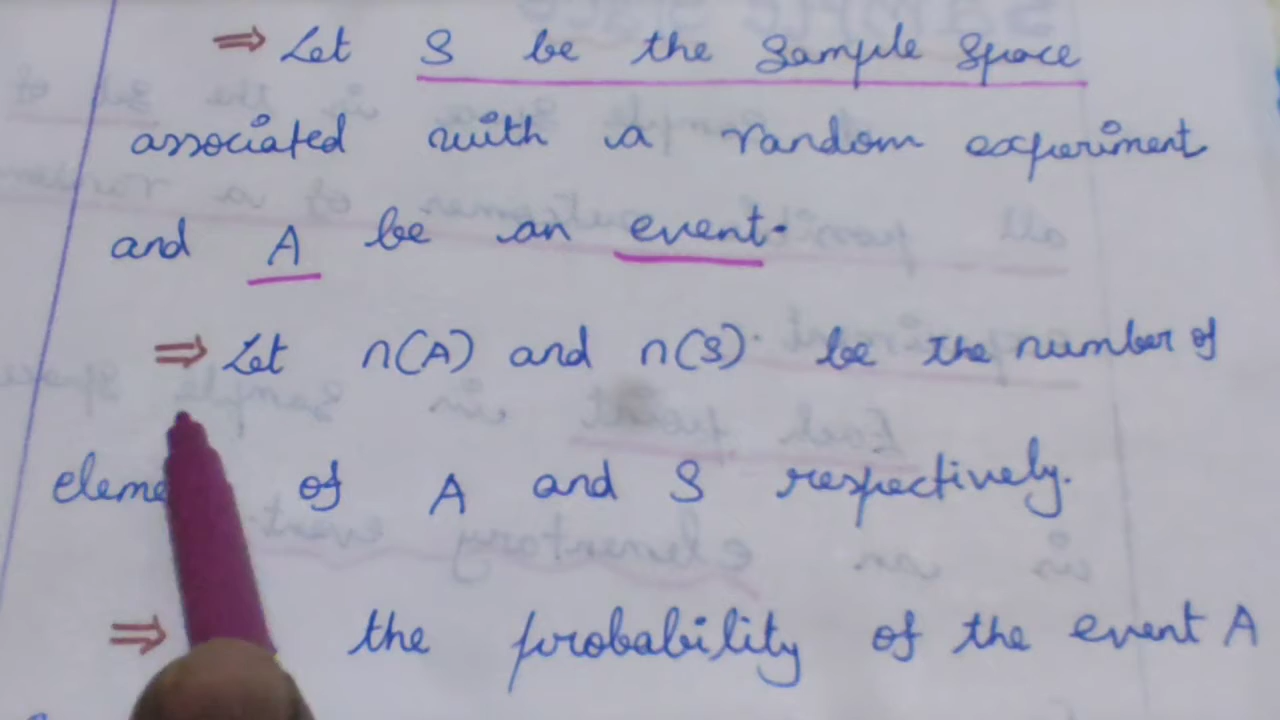 ⇒ Let S be the Sample Space
associated with a random experiment
and A be an event.
⇒ Let n(A) and n(S) be the number of
of A and S respectively.
⇒ the probability of the event A